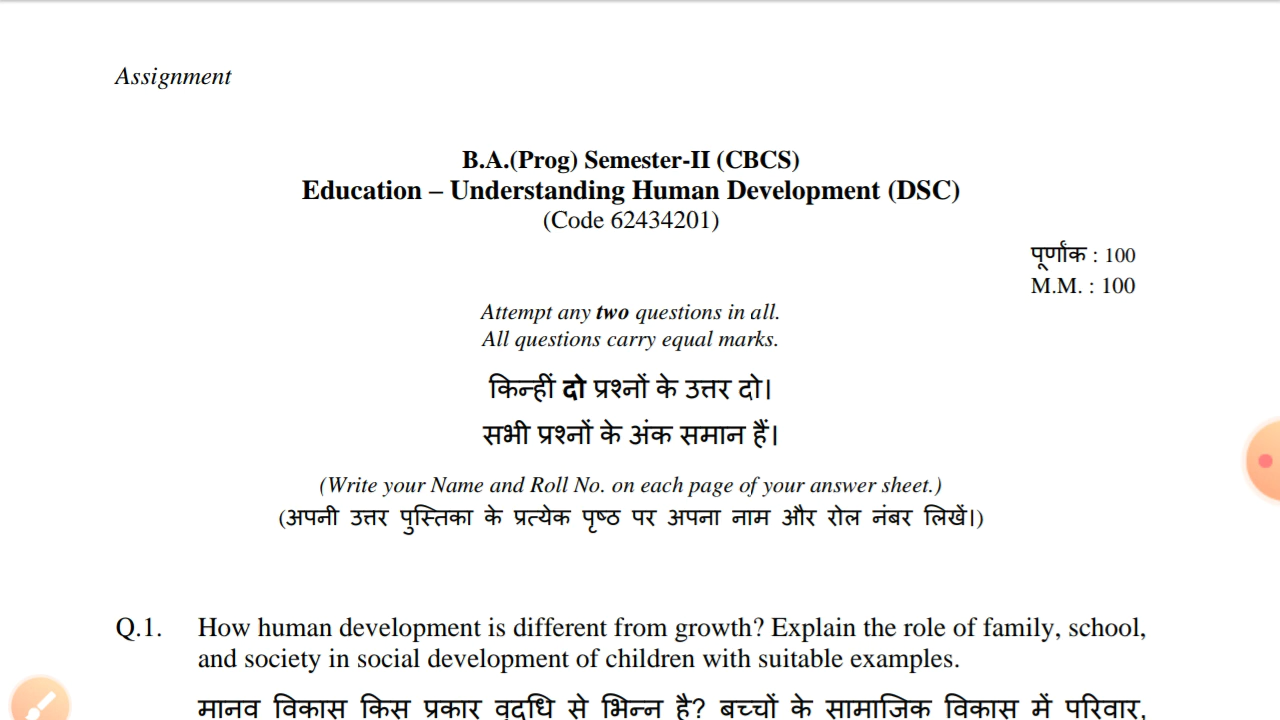 Assignment
B.A.(Prog) Semester-II (CBCS)
Education – Understanding Human Development (DSC)
(Code 62434201)
पूर्णांक : 100
M.M. : 100
Attempt any two questions in all.
All questions carry equal marks.
किन्हीं दो प्रश्नों के उत्तर दो।
सभी प्रश्नों के अंक समान हैं।
(Write your Name and Roll No. on each page of your answer sheet.)
(अपनी उत्तर पुस्तिका के प्रत्येक पृष्ठ पर अपना नाम और रोल नंबर लिखें।)
Q.1. How human development is different from growth? Explain the role of family, school,
and society in social development of children with suitable examples.
मानव विकास किस प्रकार वृद्धि से भिन्न है? बच्चों के सामाजिक विकास में परिवार,